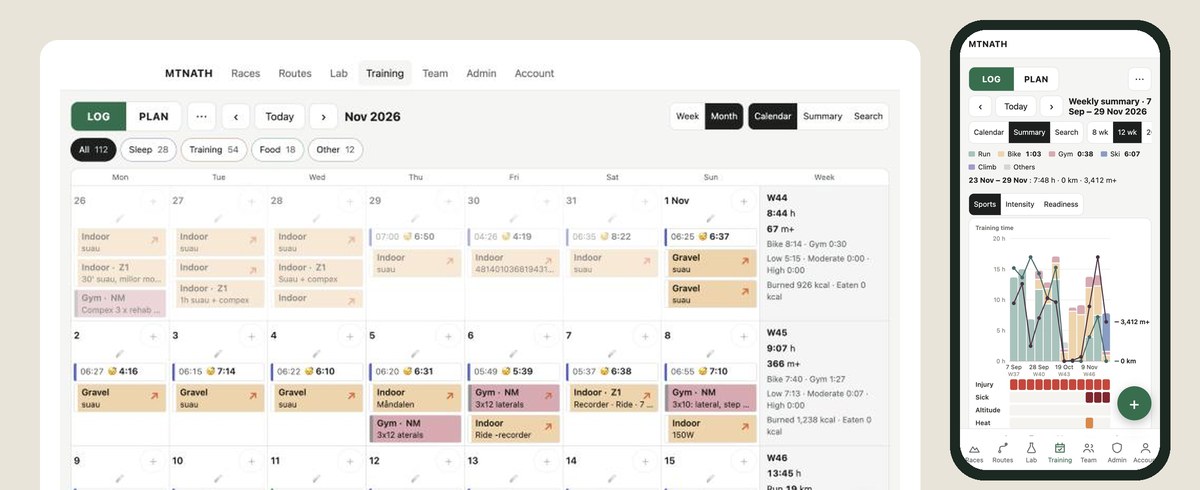 MTNATH Races Routes Lab Training Team Admin Account
LOG PLAN ··· ‹ Today › Nov 2026 Week Month Calendar Summary Search
All 112 Sleep 28 Training 54 Food 18 Other 12
Mon Tue Wed Thu Fri Sat Sun Week
26 + 27 + 28 + 29 + 30 + 31 + 1 Nov +
07:00 6:50 04:26 4:19 06:35 8:22 06:25 6:37
Indoor Indoor Indoor Indoor Indoor Indoor Gravel
suau suau suau suau 481401036819431... suau suau
Indoor · Z1 Indoor Indoor · Z1 Gravel
30' suau, millor mo... suau Suau + compex suau
Gym · NM Indoor · Z1 Indoor
Compex 3 x rehab ... 1h suau + compex
W44
8:44 h
67 m+
Bike 8:14 · Gym 0:30
Low 5:15 · Moderate 0:00 ·
High 0:00
Burned 926 kcal · Eaten 0
kcal
2 + 3 + 4 + 5 + 6 + 7 + 8 +
06:27 4:16 06:15 7:14 06:22 6:10 06:20 6:31 05:49 5:39 05:37 6:38 06:55 7:10
Gravel Gravel Gravel Indoor Gym · NM Indoor · Z1 Gym · NM
suau suau suau Måndalen 3x12 laterals Recorder · Ride · 7 ... 3x10: lateral, step ...
Gym · NM Indoor Indoor
3x12 aterals Ride -recorder 150W
W45
9:07 h
366 m+
Bike 7:40 · Gym 1:27
Low 7:13 · Moderate 0:07 ·
High 0:00
Burned 1,238 kcal · Eaten 0
kcal
9 + 10 + 11 + 12 + 13 + 14 + 15 +
W46
13:45 h
Run 19 km
MTNATH
LOG PLAN ···
‹ Today › Weekly summary · 7
Sep – 29 Nov 2026
Calendar Summary Search 8 wk 12 wk
Run Bike 1:03 Gym 0:38 Ski 6:07
Climb Others
23 Nov – 29 Nov : 7:48 h · 0 km · 3,412 m+
Sports Intensity Readiness
Training time
20 h
15 h
10 h
5 h
0 h
3,412 m+
0 km
7 Sep 28 Sep 19 Oct 9 Nov
W37 W40 W43 W46
Injury
Sick
Altitude
Heat
+
Races Routes Lab Training Team Admin Accou